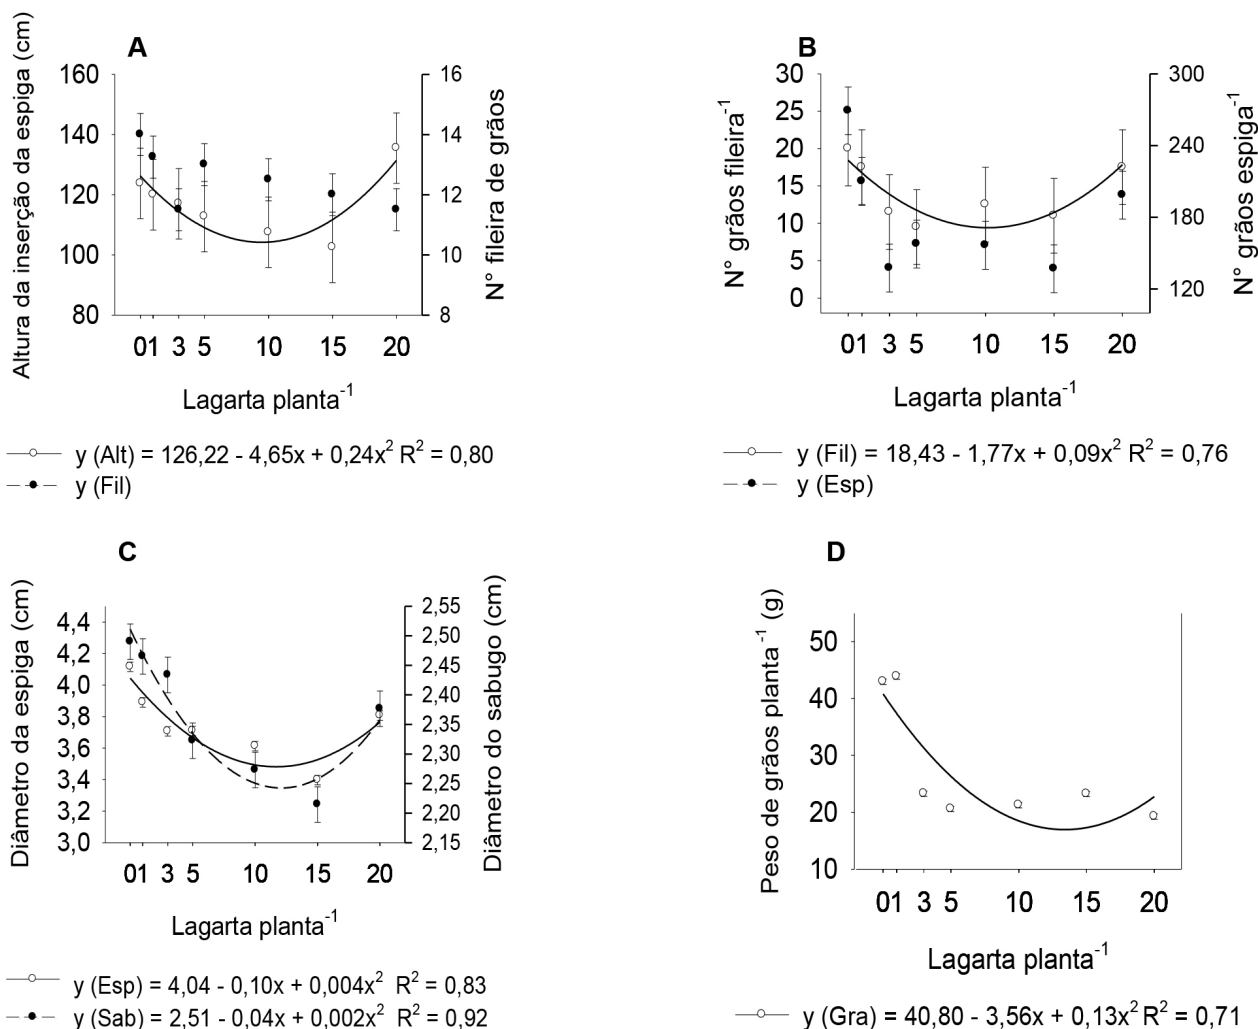 A
Altura da inserção da espiga (cm)
160
140
120
100
80
16
14
12
10
8
N° fileira de grãos
01 3 5 10 15 20
Lagarta planta-1
y (Alt) = 126,22 - 4,65x + 0,24x² R² = 0,80
y (Fil)
B
N° grãos fileira-1
30
25
20
15
10
5
0
300
240
180
120
N° grãos espiga-1
01 3 5 10 15 20
Lagarta planta-1
y (Fil) = 18,43 - 1,77x + 0,09x² R² = 0,76
y (Esp)
C
Diâmetro da espiga (cm)
4,4
4,2
4,0
3,8
3,6
3,4
3,2
3,0
2,55
2,50
2,45
2,40
2,35
2,30
2,25
2,20
2,15
Diâmetro do sabugo (cm)
01 3 5 10 15 20
Lagarta planta-1
y (Esp) = 4,04 - 0,10x + 0,004x² R² = 0,83
y (Sab) = 2,51 - 0,04x + 0,002x² R² = 0,92
D
Peso de grãos planta-1 (g)
50
40
30
20
10
01 3 5 10 15 20
Lagarta planta-1
y (Gra) = 40,80 - 3,56x + 0,13x² R² = 0,71